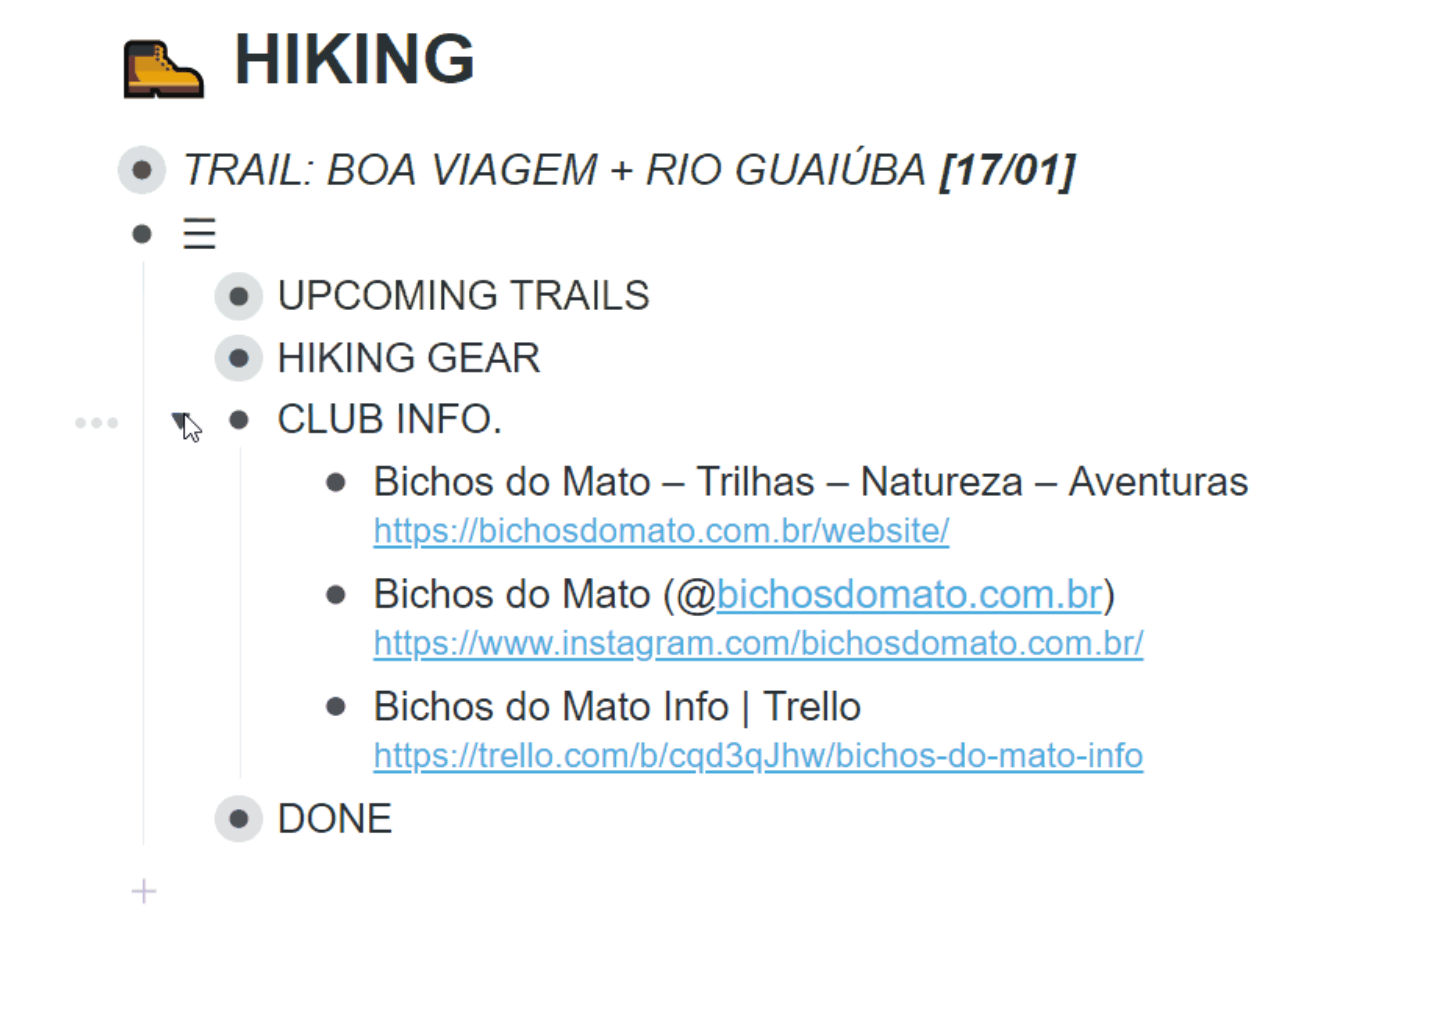 HIKING
TRAIL: BOA VIAGEM + RIO GUAIÚBA [17/01]
UPCOMING TRAILS
HIKING GEAR
CLUB INFO.
Bichos do Mato – Trilhas – Natureza – Aventuras
https://bichosdomato.com.br/website/
Bichos do Mato (@bichosdomato.com.br)
https://www.instagram.com/bichosdomato.com.br/
Bichos do Mato Info | Trello
https://trello.com/b/cqd3qJhw/bichos-do-mato-info
DONE